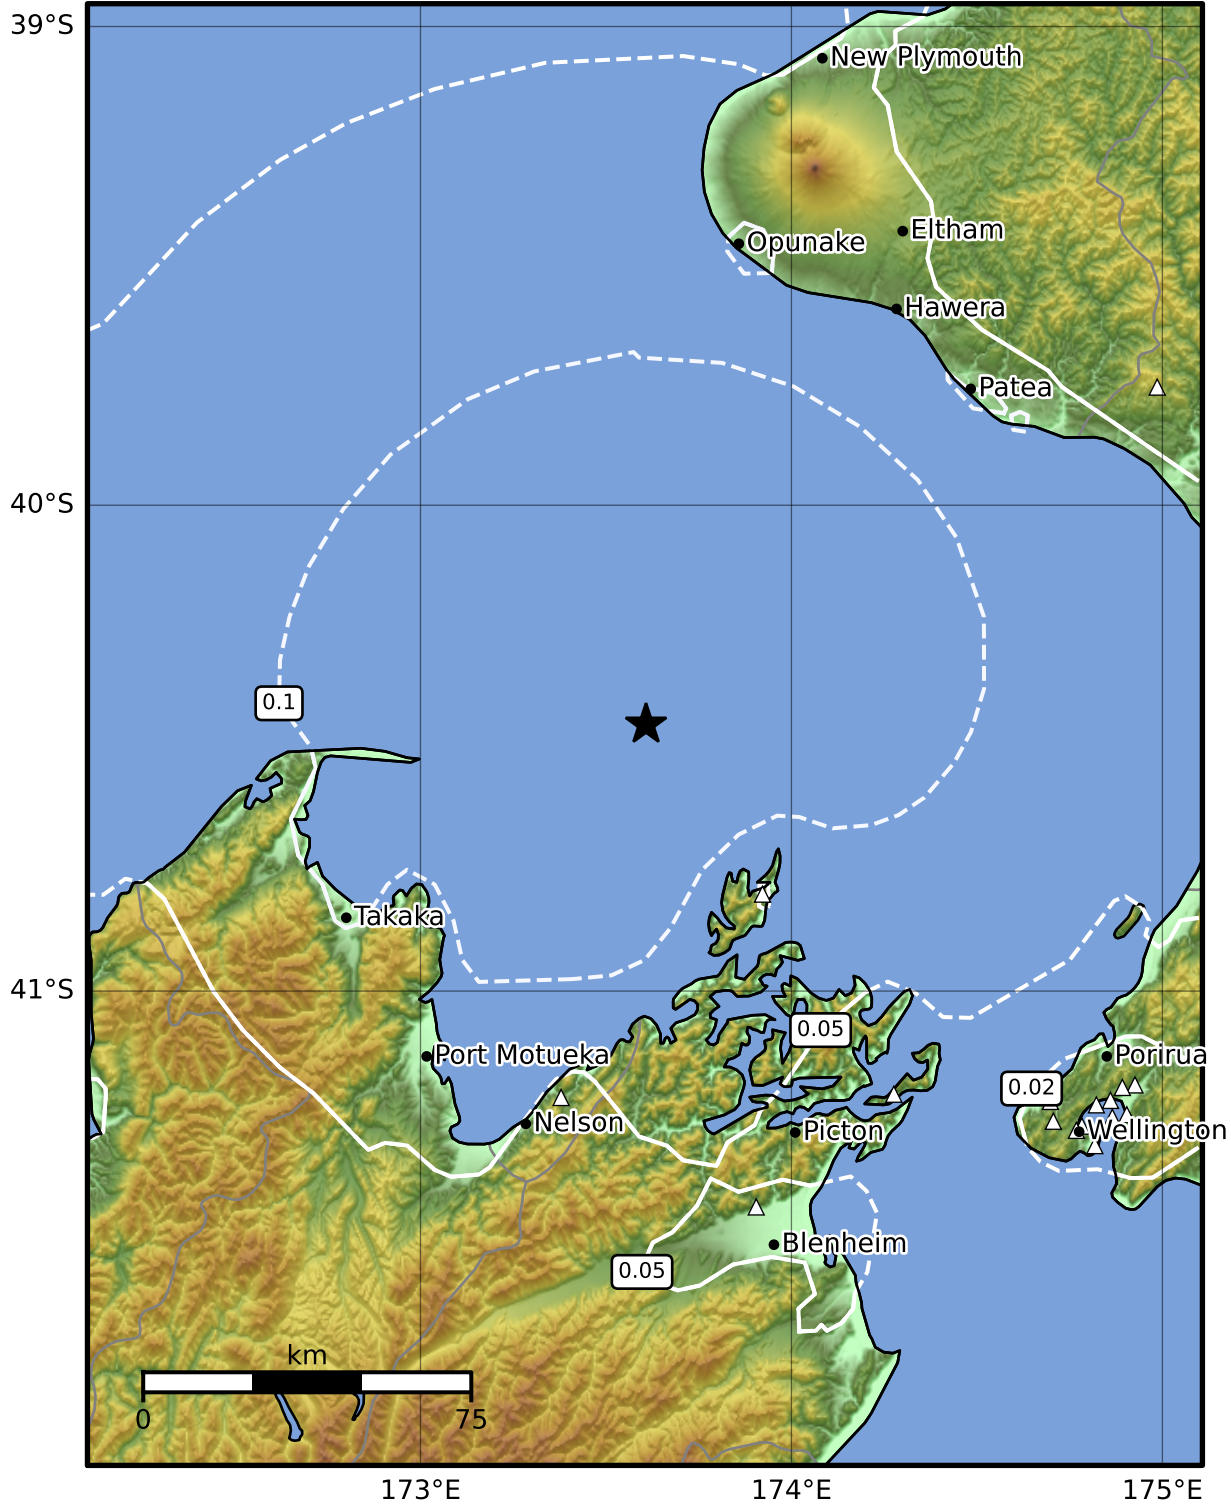 39°S
New Plymouth
Eltham
Opunake
Hawera
Patea
40°S
0.1
Takaka
41°S
0.05
Port Motueka
Porirua
0.02
Nelson
Picton
Wellington
Blenheim
0.05
km
0
75
173°E
174°E
175°E